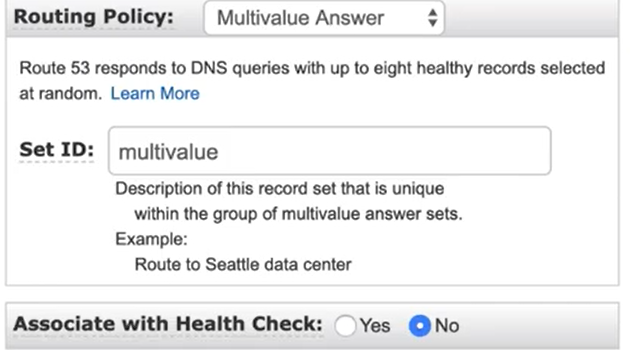 Routing Policy: Multivalue Answer
Route 53 responds to DNS queries with up to eight healthy records selected
at random. Learn More
Set ID: multivalue
Description of this record set that is unique
within the group of multivalue answer sets.
Example:
Route to Seattle data center
Associate with Health Check: Yes No